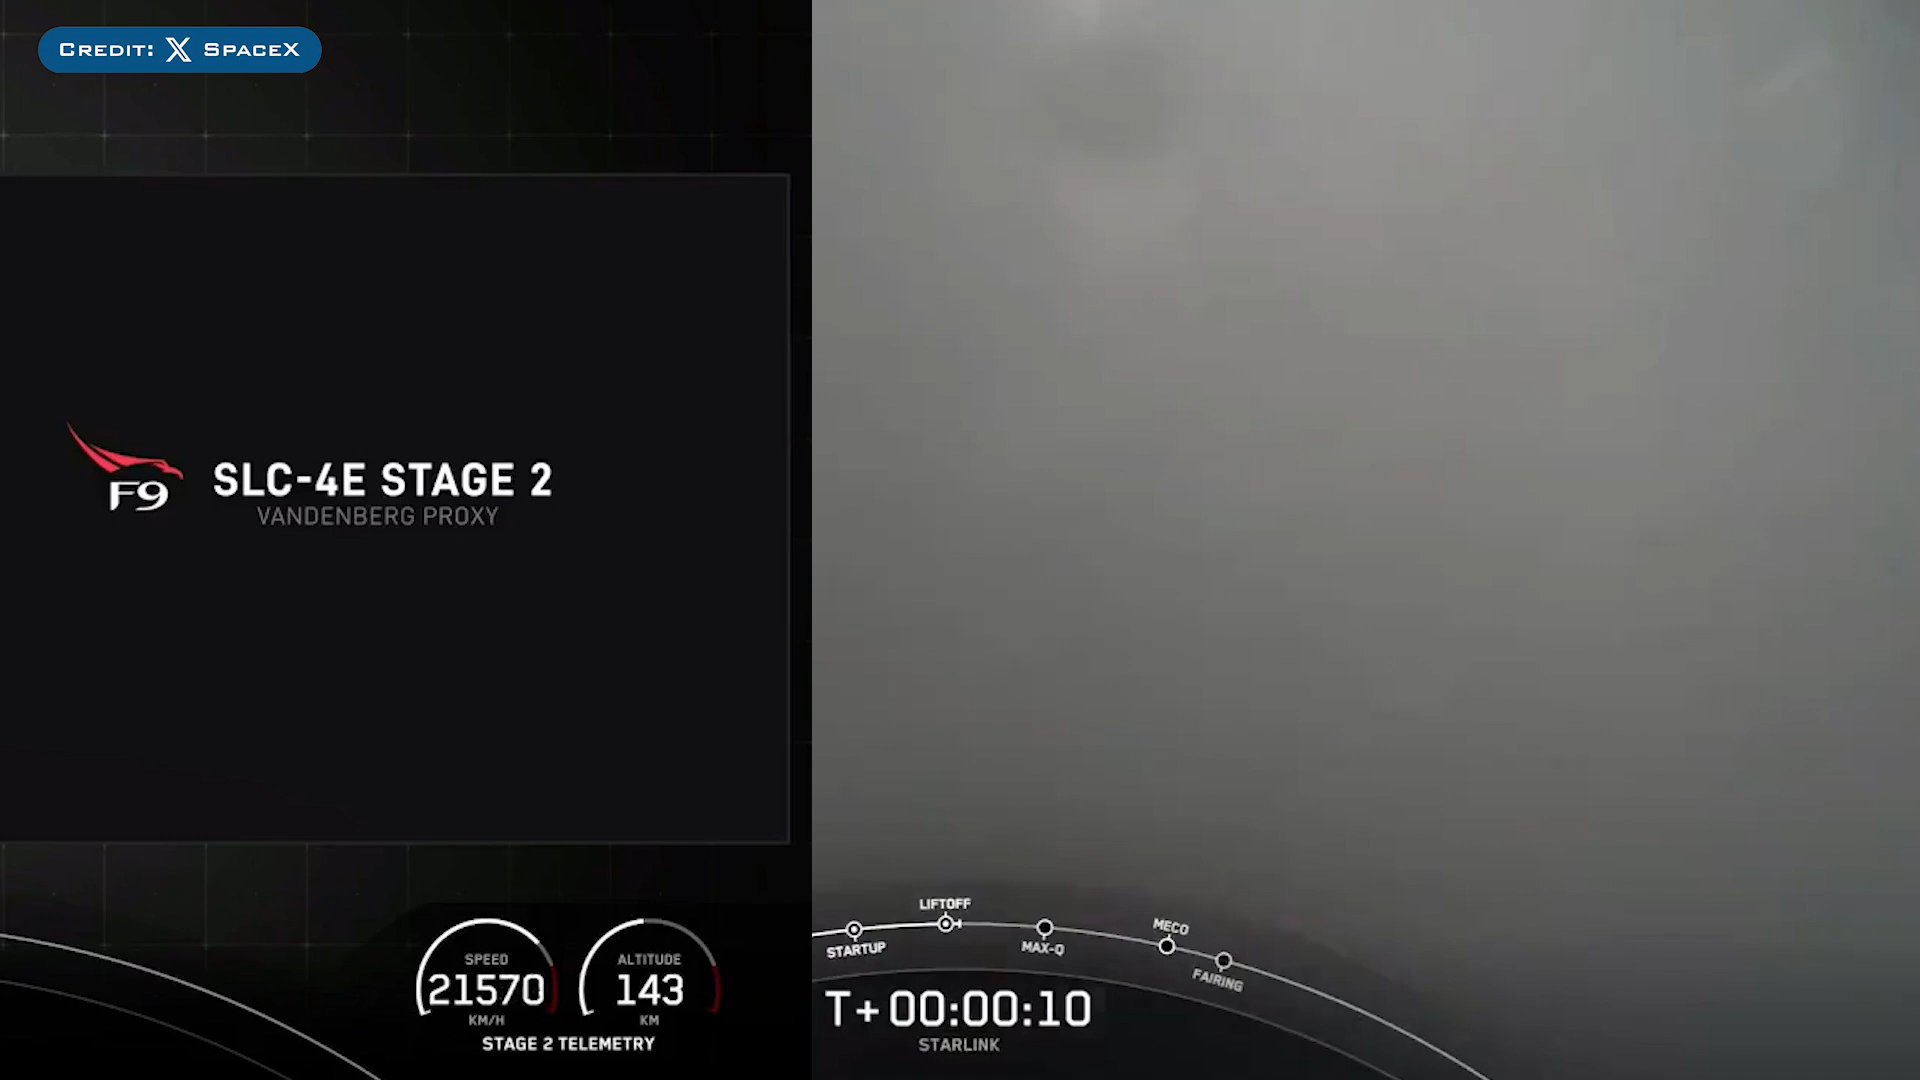 CREDIT: X SPACEX
F9
SLC-4E STAGE 2
VANDENBERG PROXY
SPEED
21570
KM/H
ALTITUDE
143
KM
STAGE 2 TELEMETRY
STARTUP
LIFTOFF
MAX-Q
MECO
FAIRING
T+00:00:10
STARLINK